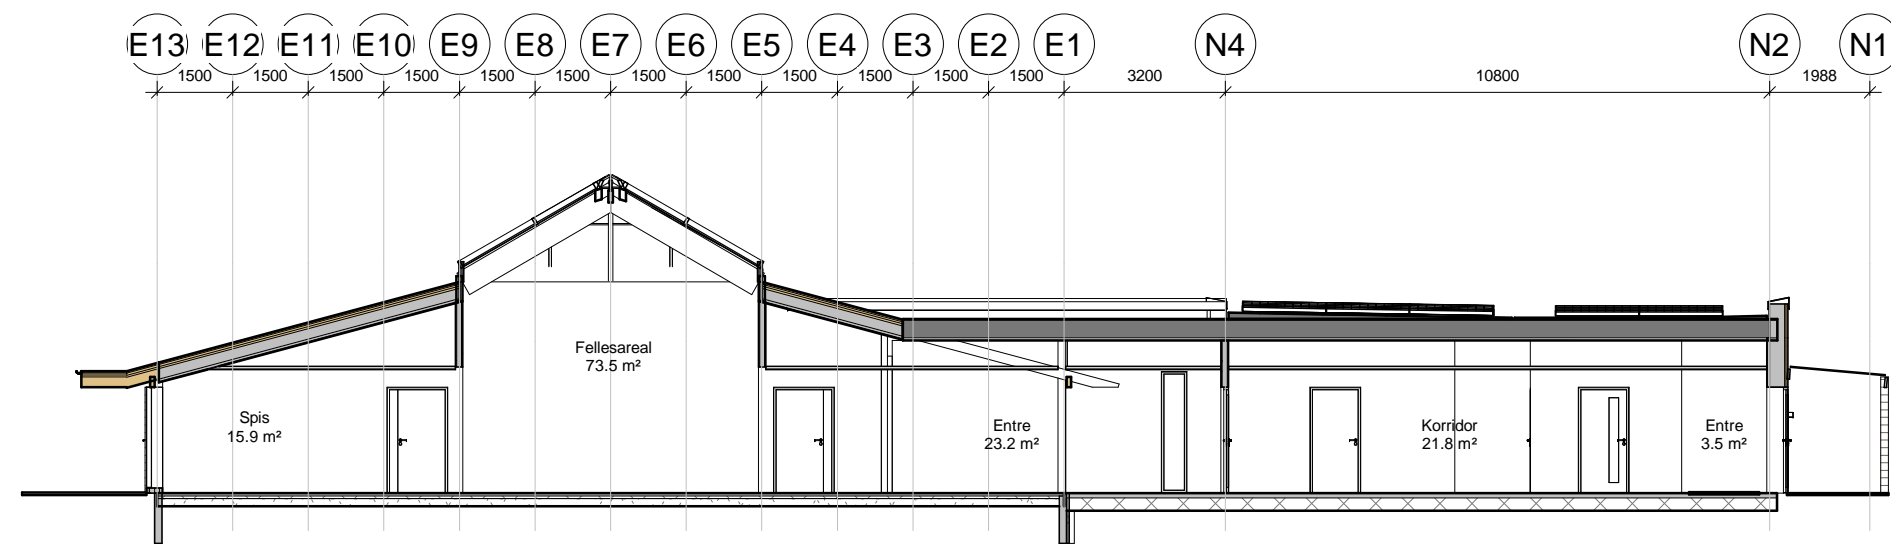 E13 E12 E11 E10 E9 E8 E7 E6 E5 E4 E3 E2 E1 N4 N2 N1
1500 1500 1500 1500 1500 1500 1500 1500 1500 1500 1500 1500 3200 10800 1988
Fellesareal
73.5 m²
Spis
15.9 m²
Entre
23.2 m²
Korridor
21.8 m²
Entre
3.5 m²